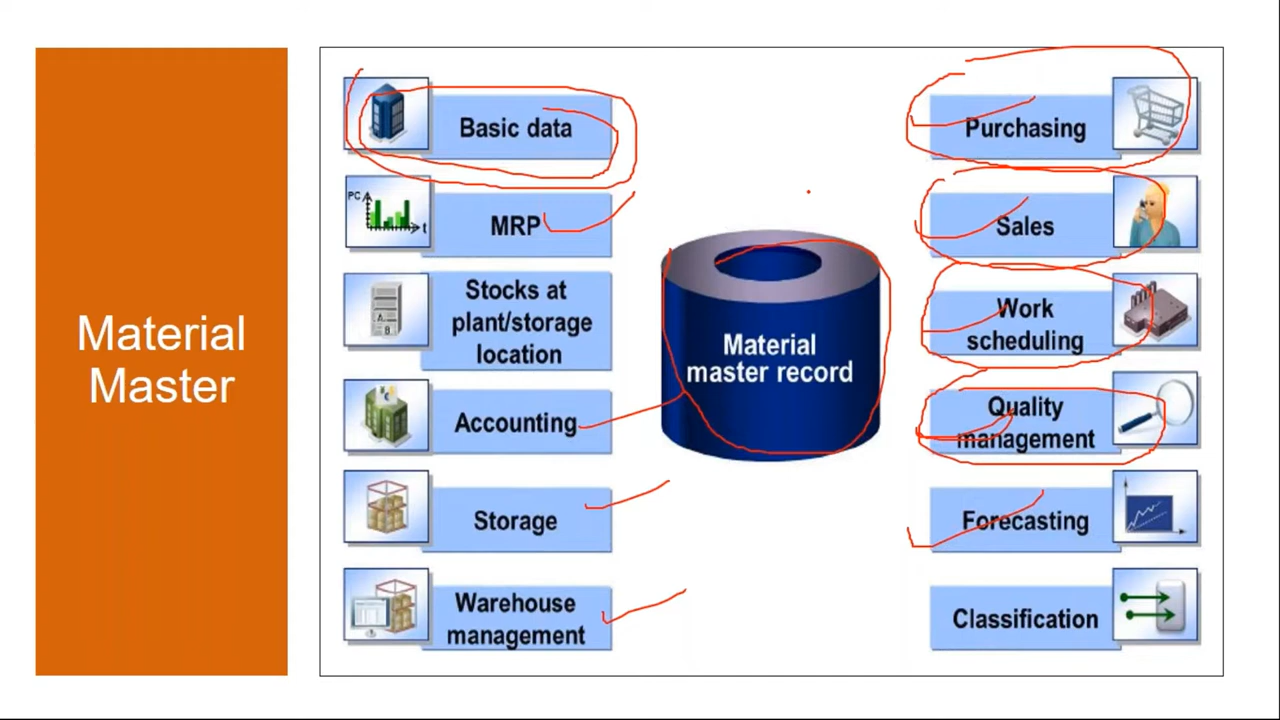 Material
Master
Basic data
PC
t
MRP
Stocks at
plant/storage
location
A
B
Accounting
Storage
Warehouse
management
Material
master record
Purchasing
Sales
Work
scheduling
Quality
management
Forecasting
Classification